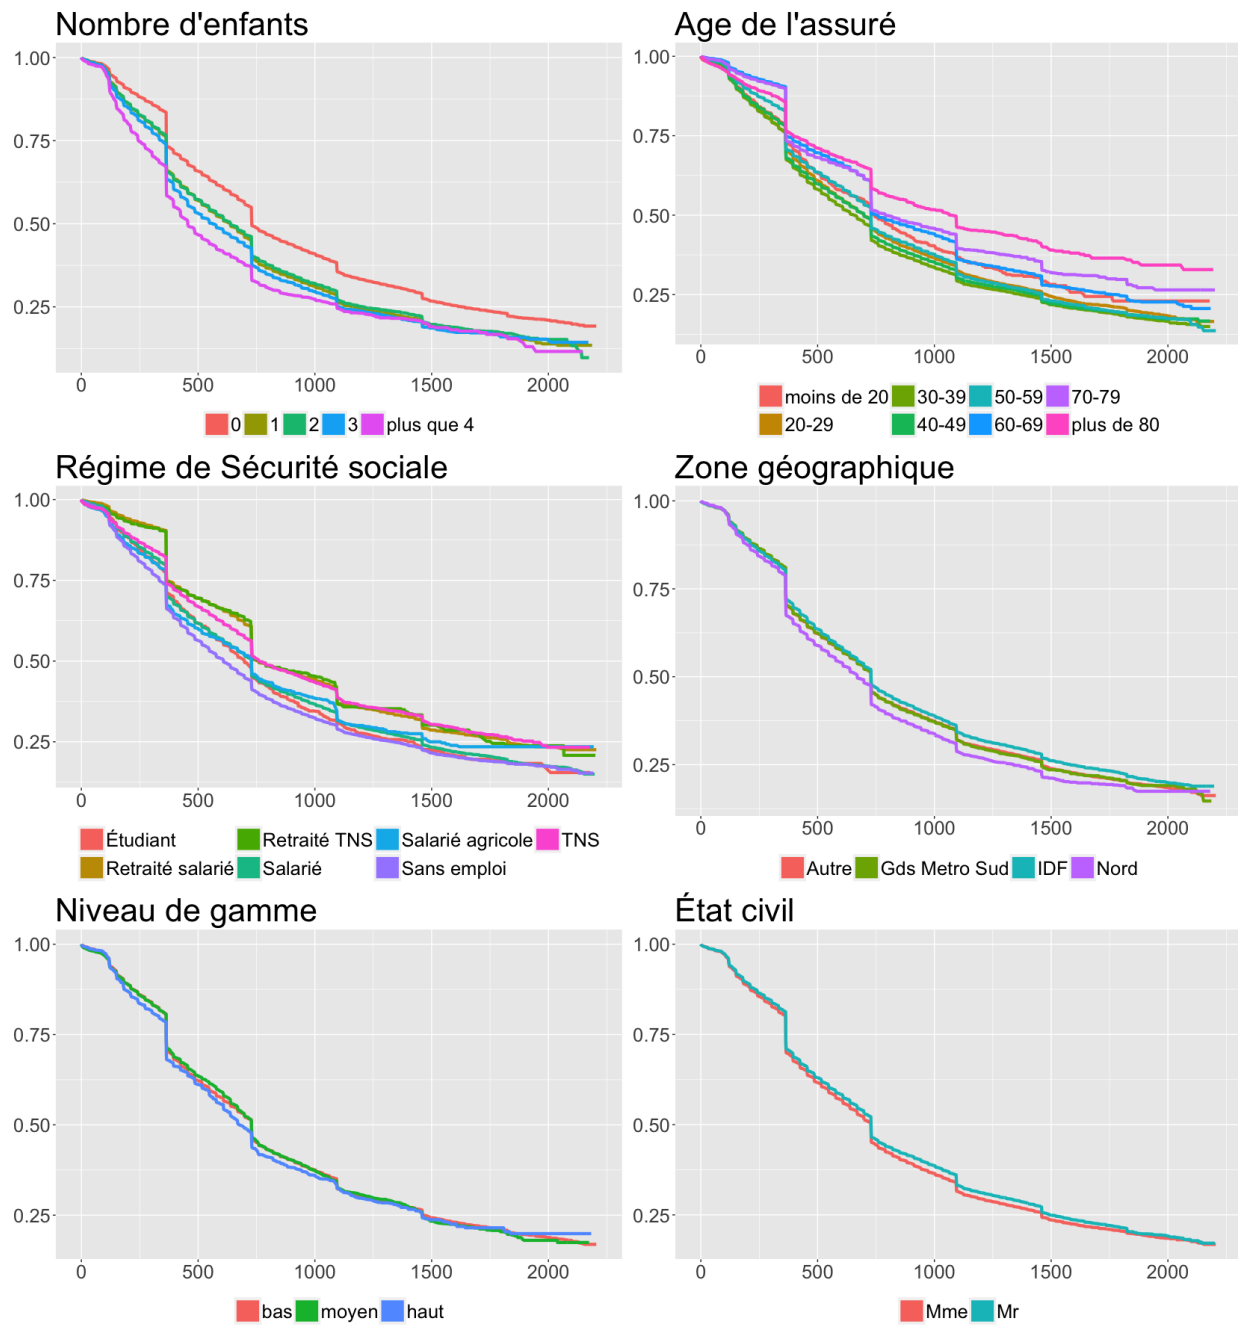 Nombre d'enfants
1.00
0.75
0.50
0.25
0 500 1000 1500 2000
0 1 2 3 plus que 4
Age de l'assuré
1.00
0.75
0.50
0.25
0 500 1000 1500 2000
moins de 20 30-39 50-59 70-79
20-29 40-49 60-69 plus de 80
Régime de Sécurité sociale
1.00
0.75
0.50
0.25
0 500 1000 1500 2000
Étudiant Retraité TNS Salarié agricole TNS
Retraité salarié Salarié Sans emploi
Zone géographique
1.00
0.75
0.50
0.25
0 500 1000 1500 2000
Autre Gds Metro Sud IDF Nord
Niveau de gamme
1.00
0.75
0.50
0.25
0 500 1000 1500 2000
bas moyen haut
État civil
1.00
0.75
0.50
0.25
0 500 1000 1500 2000
Mme Mr